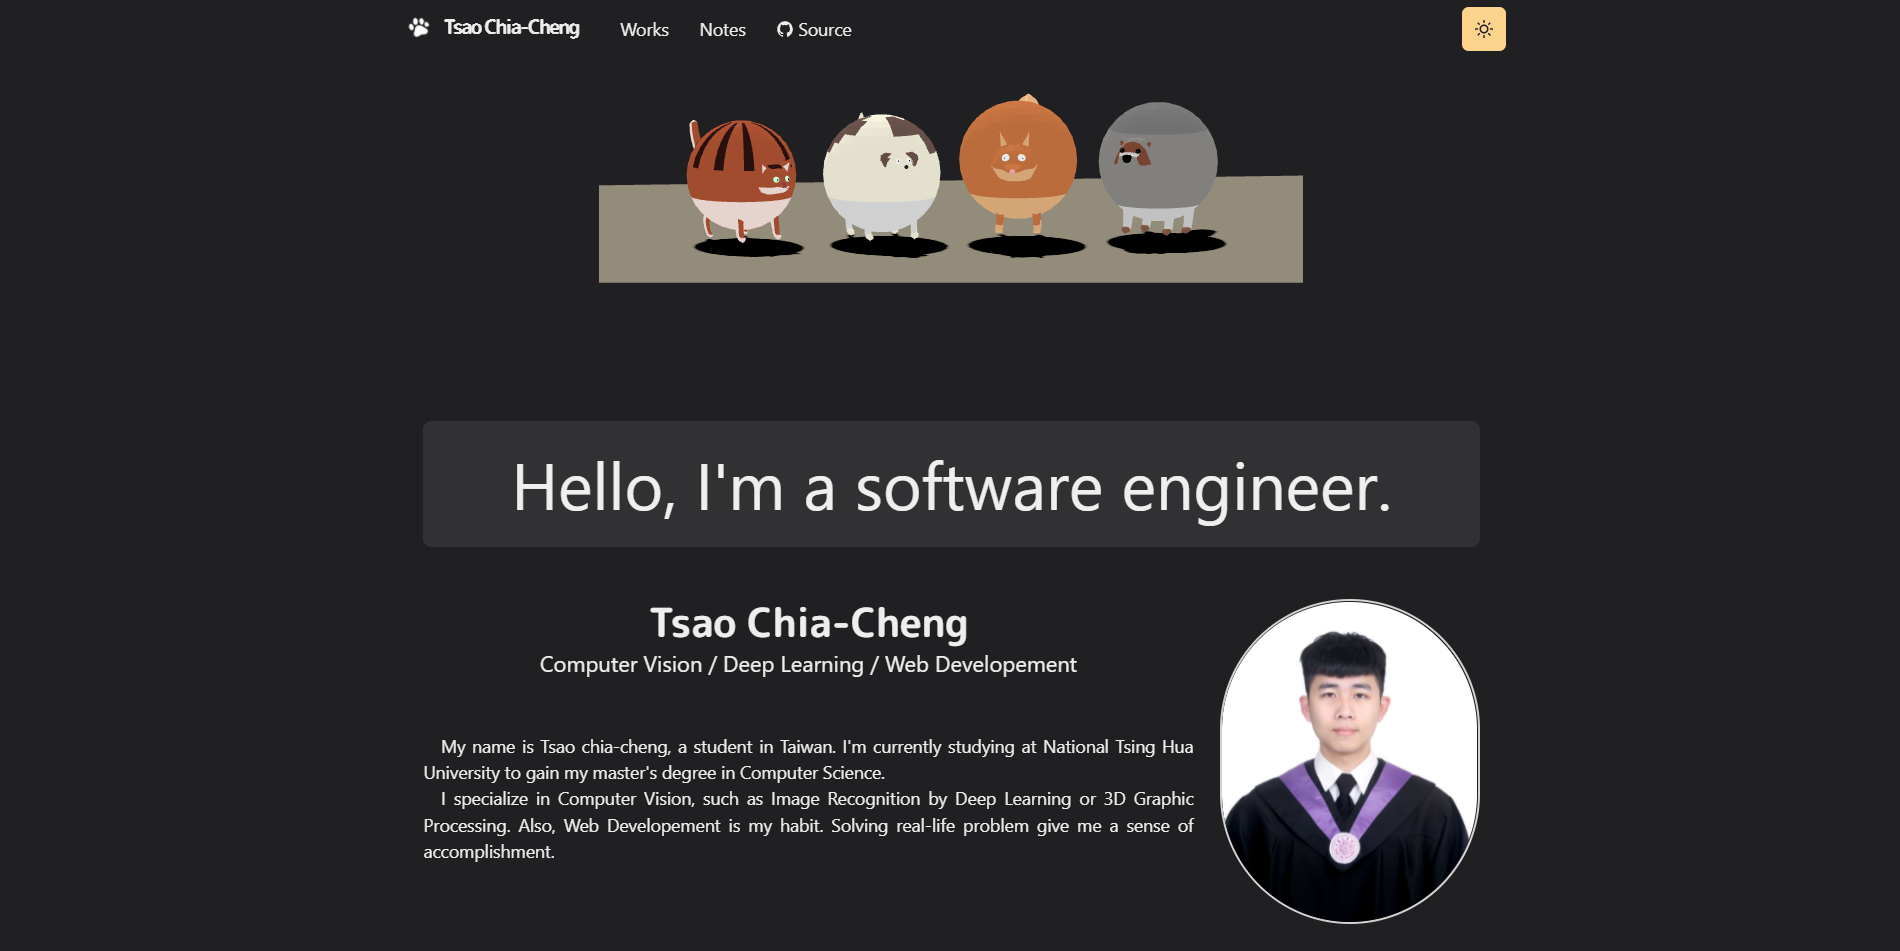 Tsao Chia-Cheng
Works
Notes
Source
Hello, I'm a software engineer.
Tsao Chia-Cheng
Computer Vision / Deep Learning / Web Developement
My name is Tsao chia-cheng, a student in Taiwan. I'm currently studying at National Tsing Hua
University to gain my master's degree in Computer Science.
I specialize in Computer Vision, such as Image Recognition by Deep Learning or 3D Graphic
Processing. Also, Web Developement is my habit. Solving real-life problem give me a sense of
accomplishment.